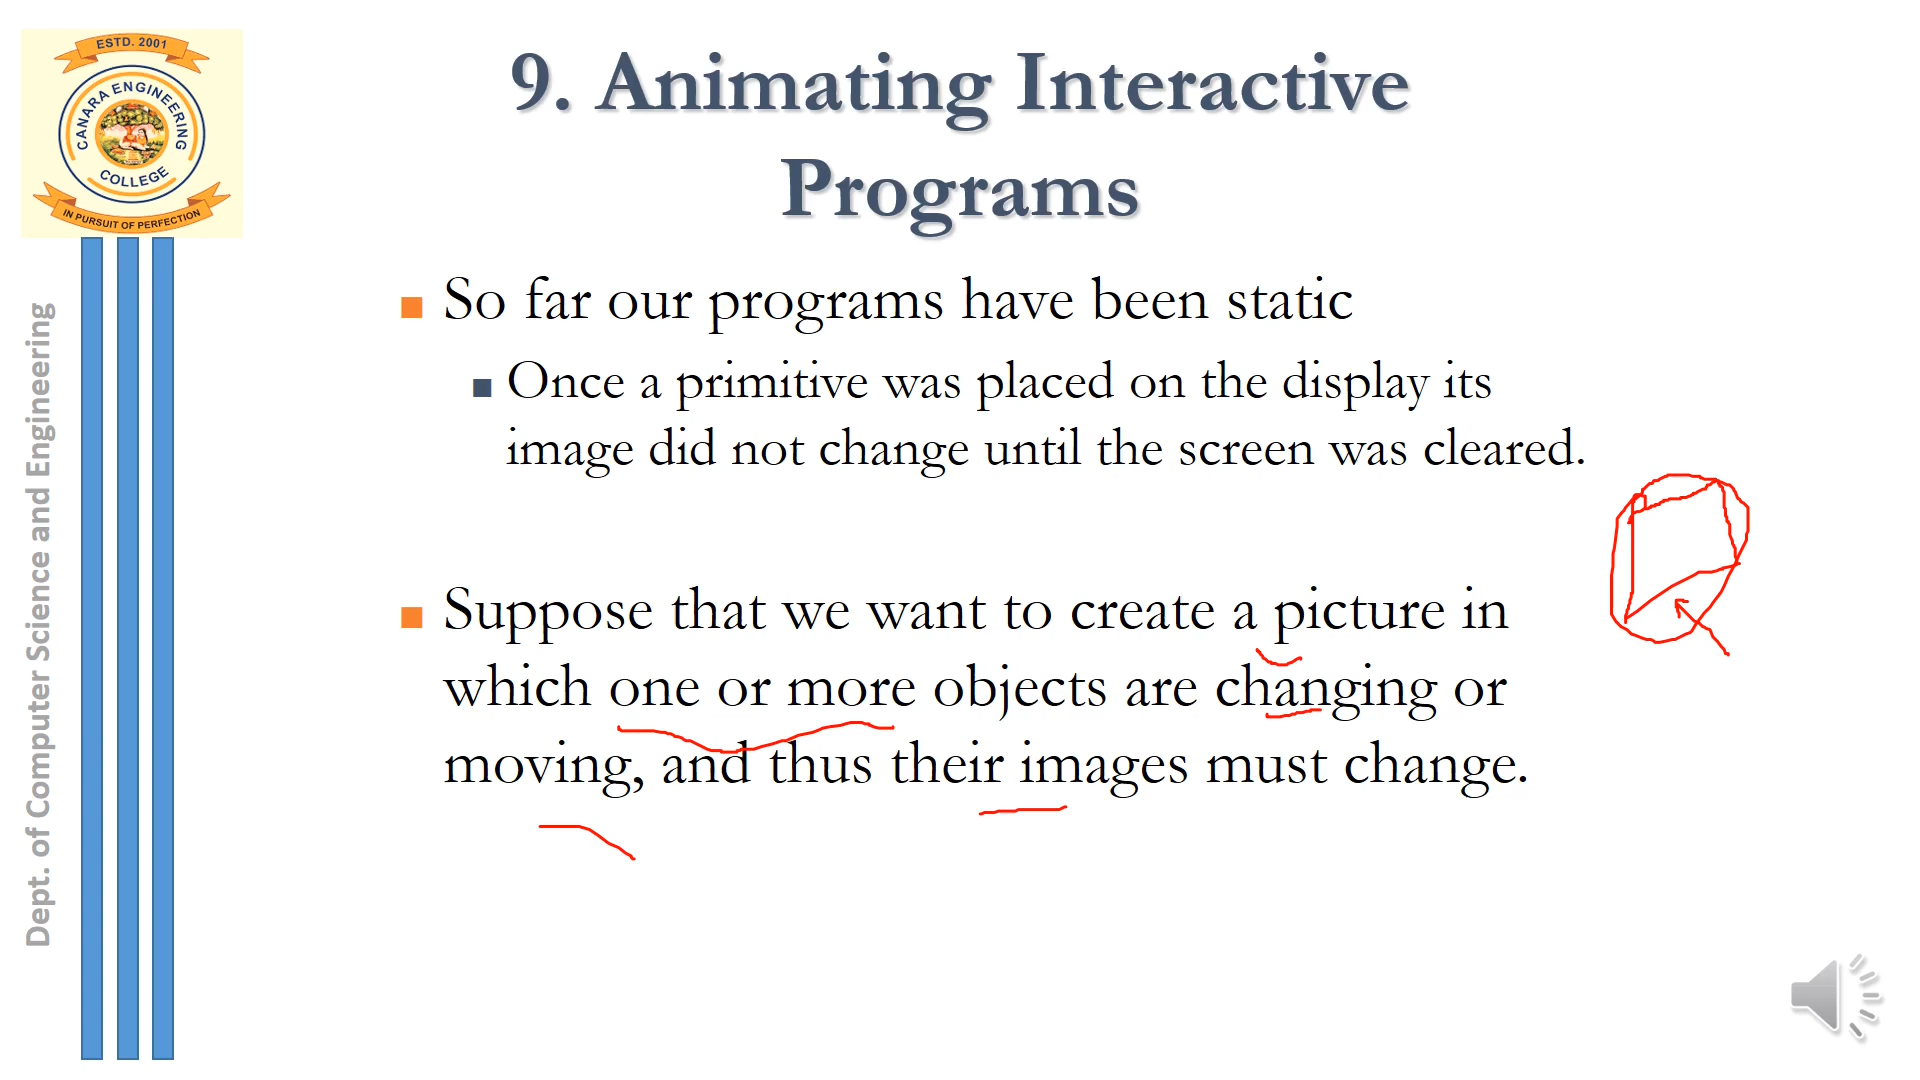 ESTD. 2001
CANARA ENGINEERING
COLLEGE
IN PURSUIT OF PERFECTION
Dept. of Computer Science and Engineering
9. Animating Interactive
Programs
So far our programs have been static
Once a primitive was placed on the display its
image did not change until the screen was cleared.
Suppose that we want to create a picture in
which one or more objects are changing or
moving, and thus their images must change.